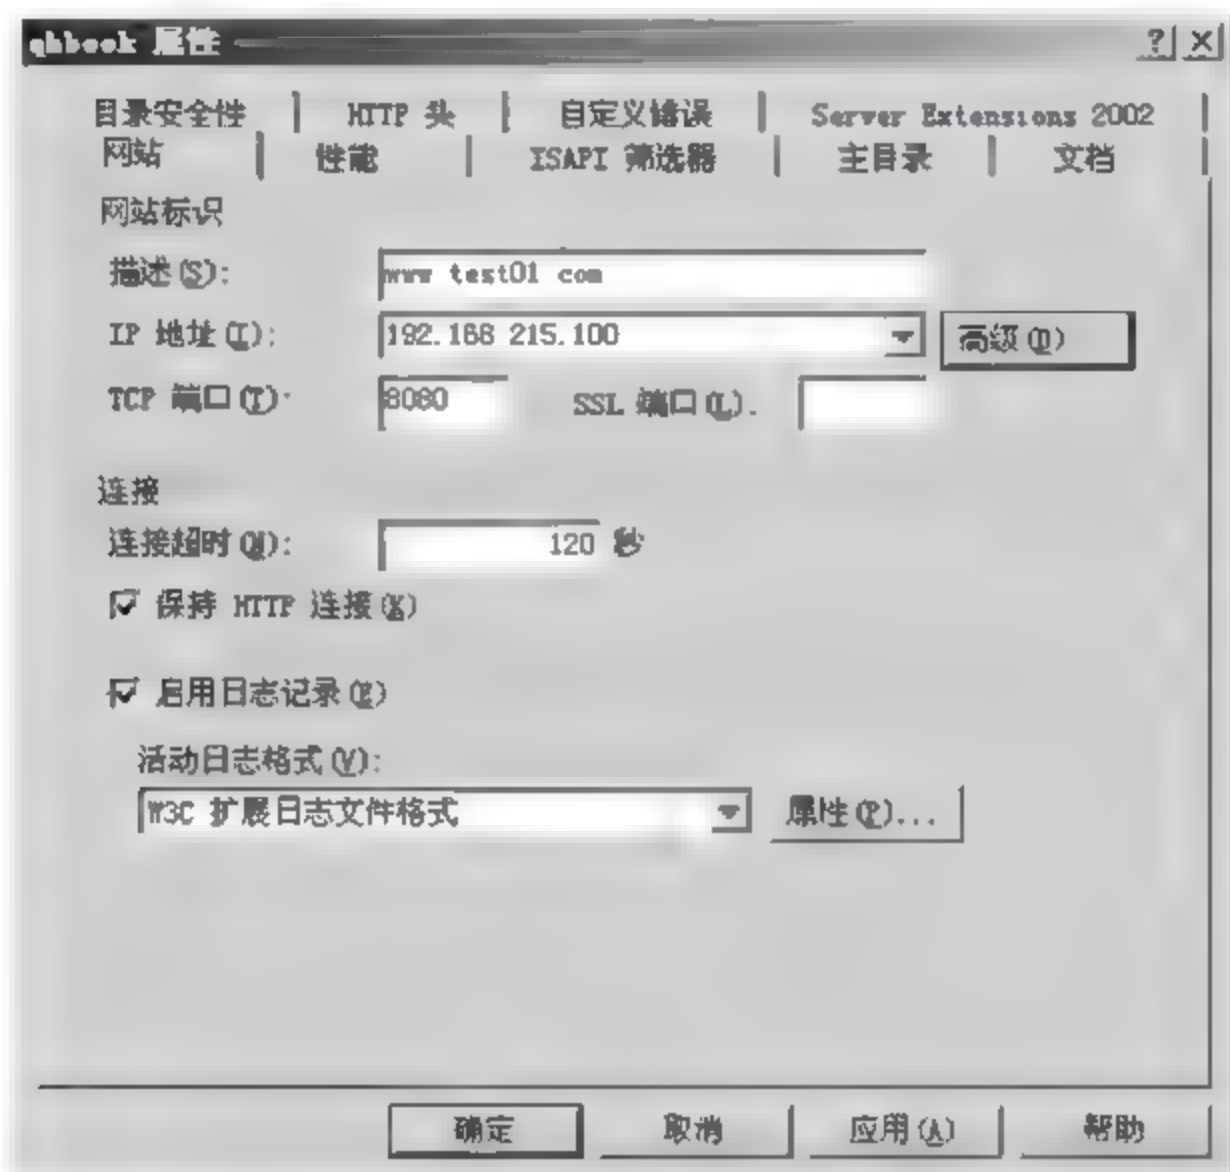 qhbook 属性
目录安全性 HTTP 头 自定义错误 Server Extensions 2002
网站 性能 ISAPI 筛选器 主目录 文档
网站标识
描述(S): www test01 com
IP 地址(I): 192.168 215.100 高级(D)
TCP 端口(T): 8080 SSL 端口(L).
连接
连接超时(N): 120 秒
保持 HTTP 连接(K)
启用日志记录(E)
活动日志格式(V):
W3C 扩展日志文件格式 属性(P)...
确定 取消 应用(A) 帮助